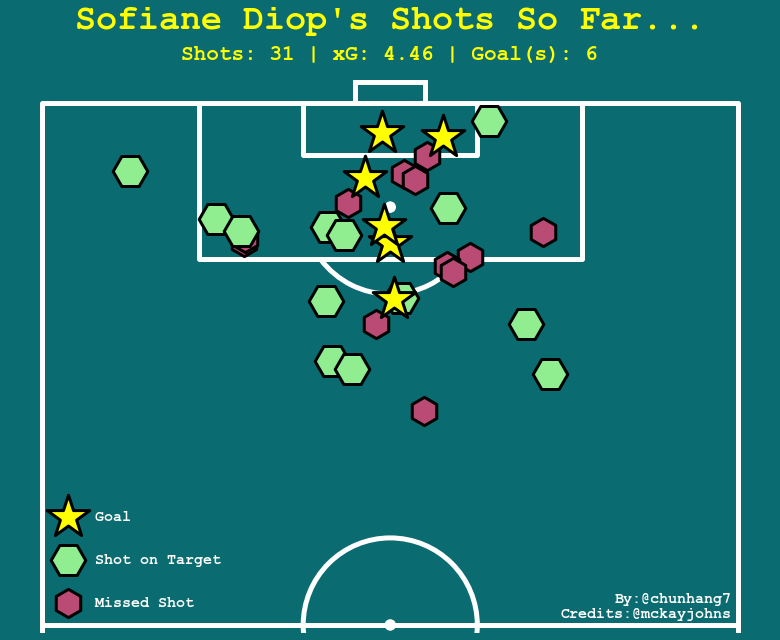 Sofiane Diop's Shots So Far...
Shots: 31 | xG: 4.46 | Goal(s): 6
Goal
Shot on Target
Missed Shot
By:@chunhang7
Credits:@mckayjohns